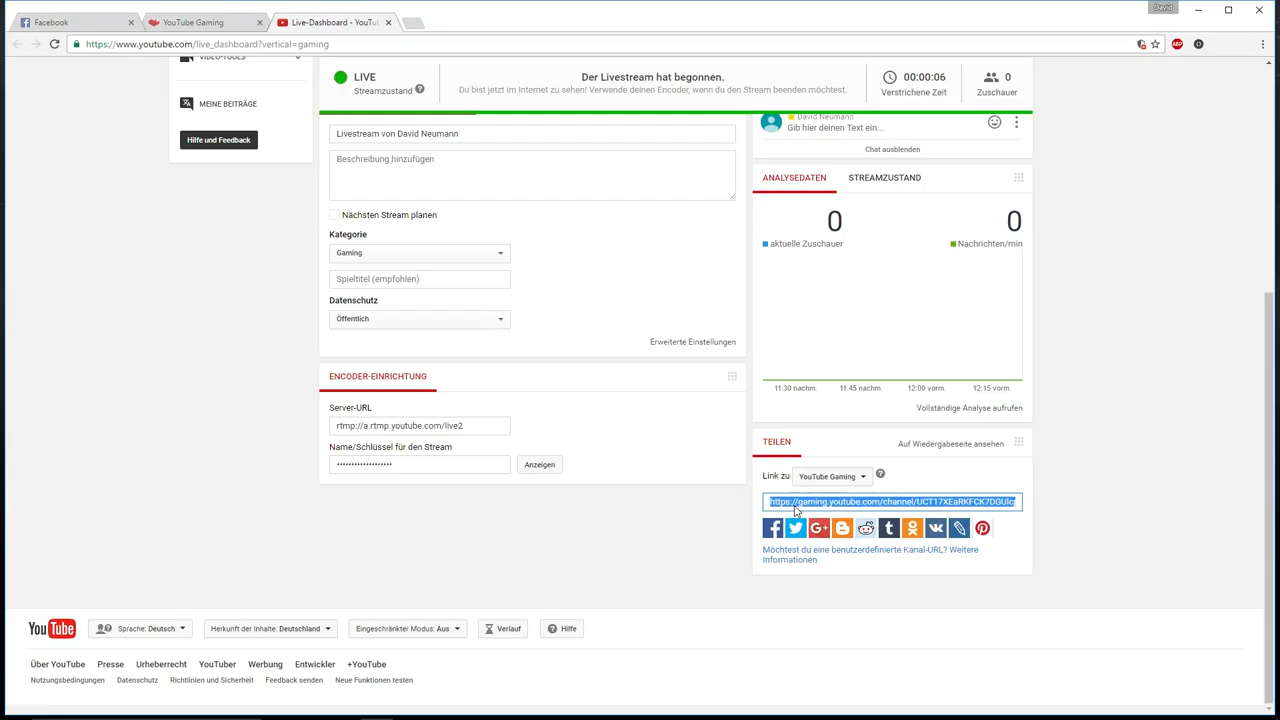 David
Facebook
YouTube Gaming
Live-Dashboard - YouTu
https://www.youtube.com/live_dashboard?vertical=gaming
ABP
VIDEO-TOOLS
MEINE BEITRÄGE
Hilfe und Feedback
LIVE
Streamzustand
Der Livestream hat begonnen.
Du bist jetzt im Internet zu sehen! Verwende deinen Encoder, wenn du den Stream beenden möchtest.
00:00:06
Verstrichene Zeit
0
Zuschauer
Livestream von David Neumann
Beschreibung hinzufügen
Nächsten Stream planen
Kategorie
Gaming
Spieltitel (empfohlen)
Datenschutz
Öffentlich
Erweiterte Einstellungen
ENCODER-EINRICHTUNG
Server-URL
rtmp://a.rtmp.youtube.com/live2
Name/Schlüssel für den Stream
••••••••••••••••••• 
Anzeigen
David Neumann
Gib hier deinen Text ein...
Chat ausblenden
ANALYSEDATEN
STREAMZUSTAND
0
0
aktuelle Zuschauer
Nachrichten/min
11:30 nachm.
11:45 nachm.
12:00 vorm.
12:15 vorm.
Vollständige Analyse aufrufen
TEILEN
Auf Wiedergabeseite ansehen
Link zu
YouTube Gaming
Möchtest du eine benutzerdefinierte Kanal-URL? Weitere
Informationen
YouTube
Sprache: Deutsch
Herkunft der Inhalte: Deutschland
Eingeschränkter Modus: Aus
Verlauf
Hilfe
Über YouTube Presse Urheberrecht YouTuber Werbung Entwickler +YouTube
Nutzungsbedingungen Datenschutz Richtlinien und Sicherheit Feedback senden Neue Funktionen testen